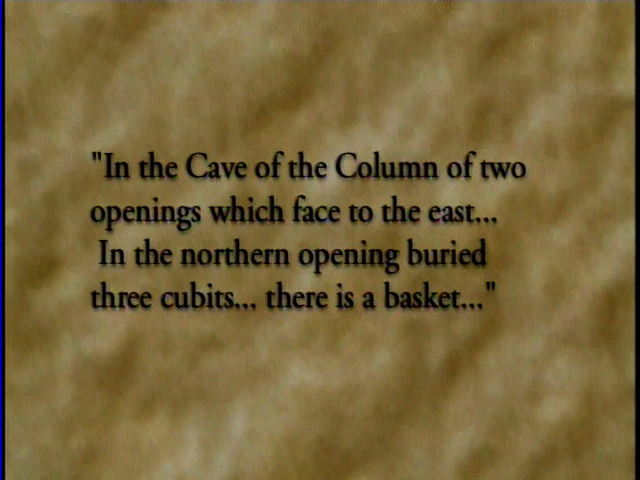 "In the Cave of the Column of two
openings which face to the east...
In the northern opening buried
three cubits... there is a basket..."